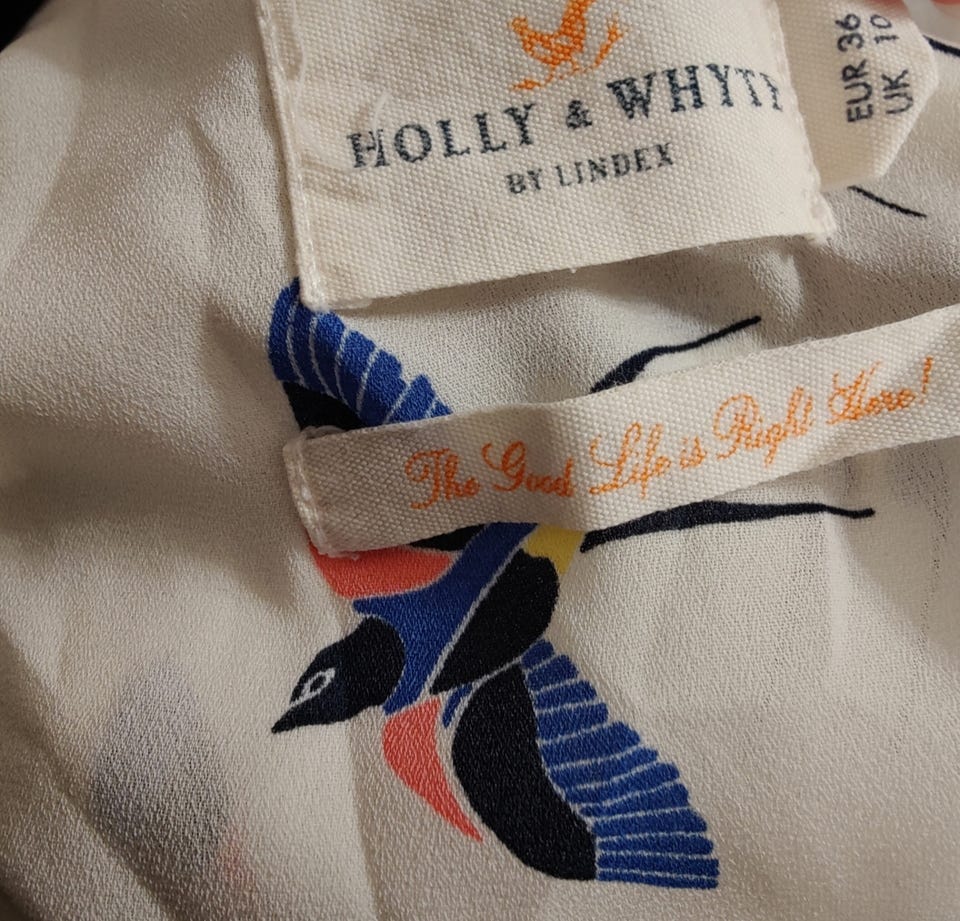 HOLLY & WHYTE
BY LINDEX
EUR 36
UK 10
The Good Life is Right Here!